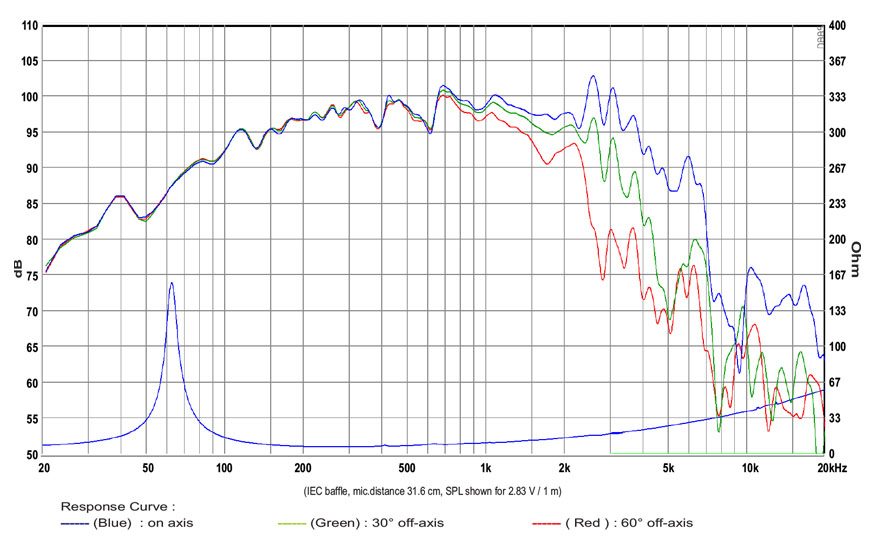 110 400
105 367
100 333
95 300
90 267
85 233
80 200
75 167
70 133
65 100
60 67
55 33
50 0
dB
Ohm
20 50 100 200 500 1k 2k 5k 10k 20kHz
(IEC baffle, mic.distance 31.6 cm, SPL shown for 2.83 V / 1 m)
Response Curve :
(Blue) : on axis (Green) : 30° off-axis ( Red ) : 60° off-axis